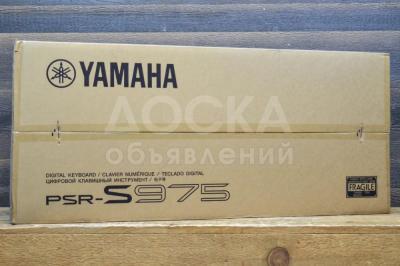 YAMAHA
ДОСКА
ОБЪЯВЛЕНИЙ
DIGITAL KEYBOARD / CLAVIER NUMÉRIQUE / TECLADO DIGITAL
ЦИФРОВОЙ КЛАВИШНЫЙ ИНСТРУМЕНТ /
PSR-S975
FRAGILE